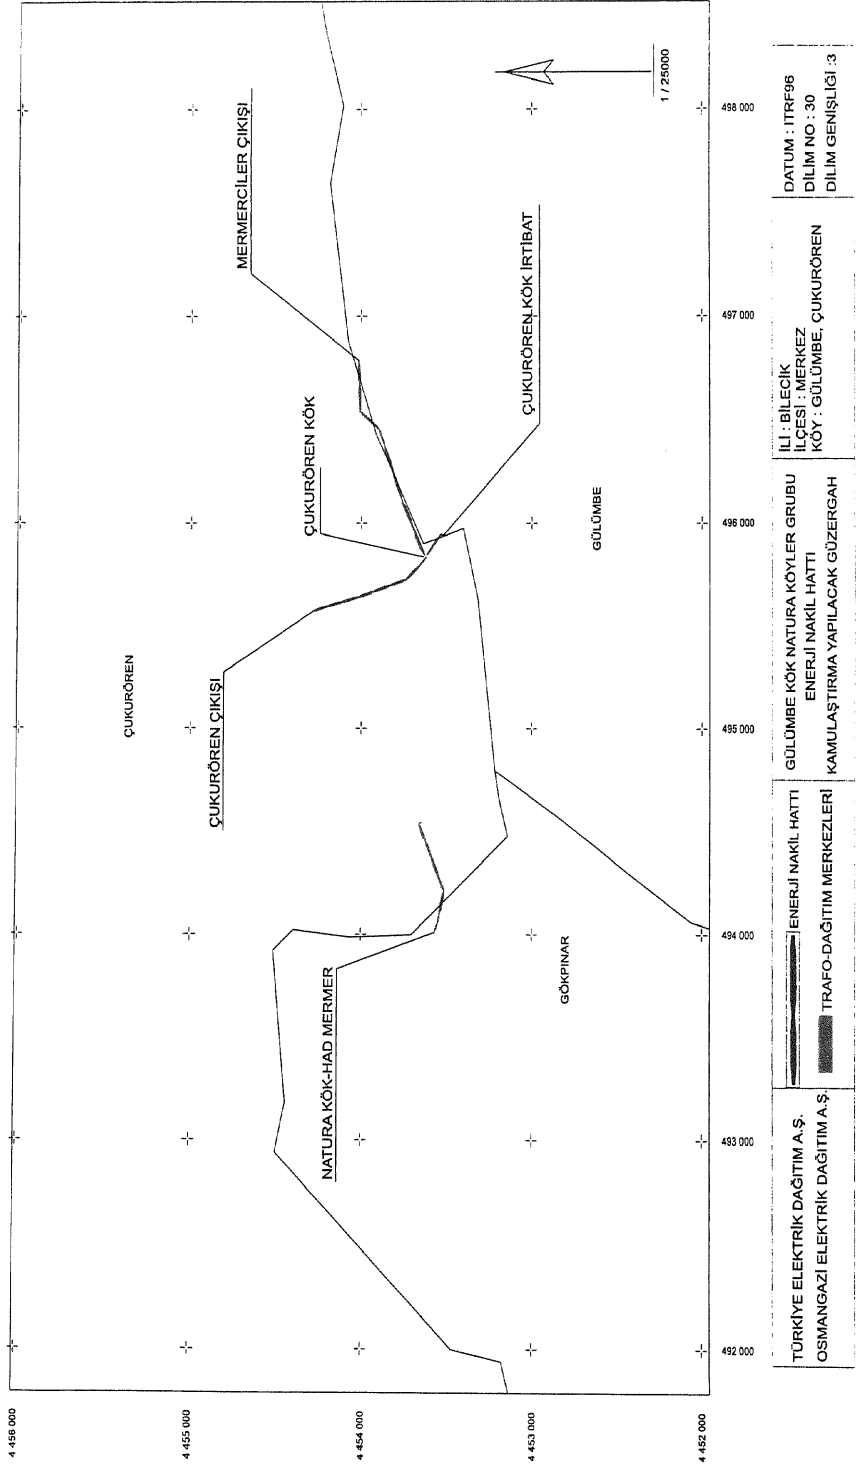 4 456 000
4 455 000
4 454 000
4 453 000
4 452 000
ÇUKURÖREN
ÇUKURÖREN ÇIKIŞI
ÇUKURÖREN KÖK
MERMERCİLER ÇIKIŞI
NATURA KÖK-HAD MERMER
ÇUKURÖREN KÖK İRTİBAT
GÖKPINAR
GÜLÜMBE
1 / 25000
492 000
493 000
494 000
495 000
496 000
497 000
498 000
TÜRKİYE ELEKTRİK DAĞITIM A.Ş.
OSMANGAZİ ELEKTRİK DAĞITIM A.Ş.
ENERJİ NAKİL HATTI
TRAFO-DAĞITIM MERKEZLERİ
GÜLÜMBE KÖK NATURA KÖYLER GRUBU
ENERJİ NAKİL HATTI
KAMULAŞTIRMA YAPILACAK GÜZERGAH
İLİ : BİLECİK
İLÇESİ : MERKEZ
KÖY : GÜLÜMBE, ÇUKURÖREN
DATUM : ITRF96
DİLİM NO : 30
DİLİM GENİŞLİĞİ :3